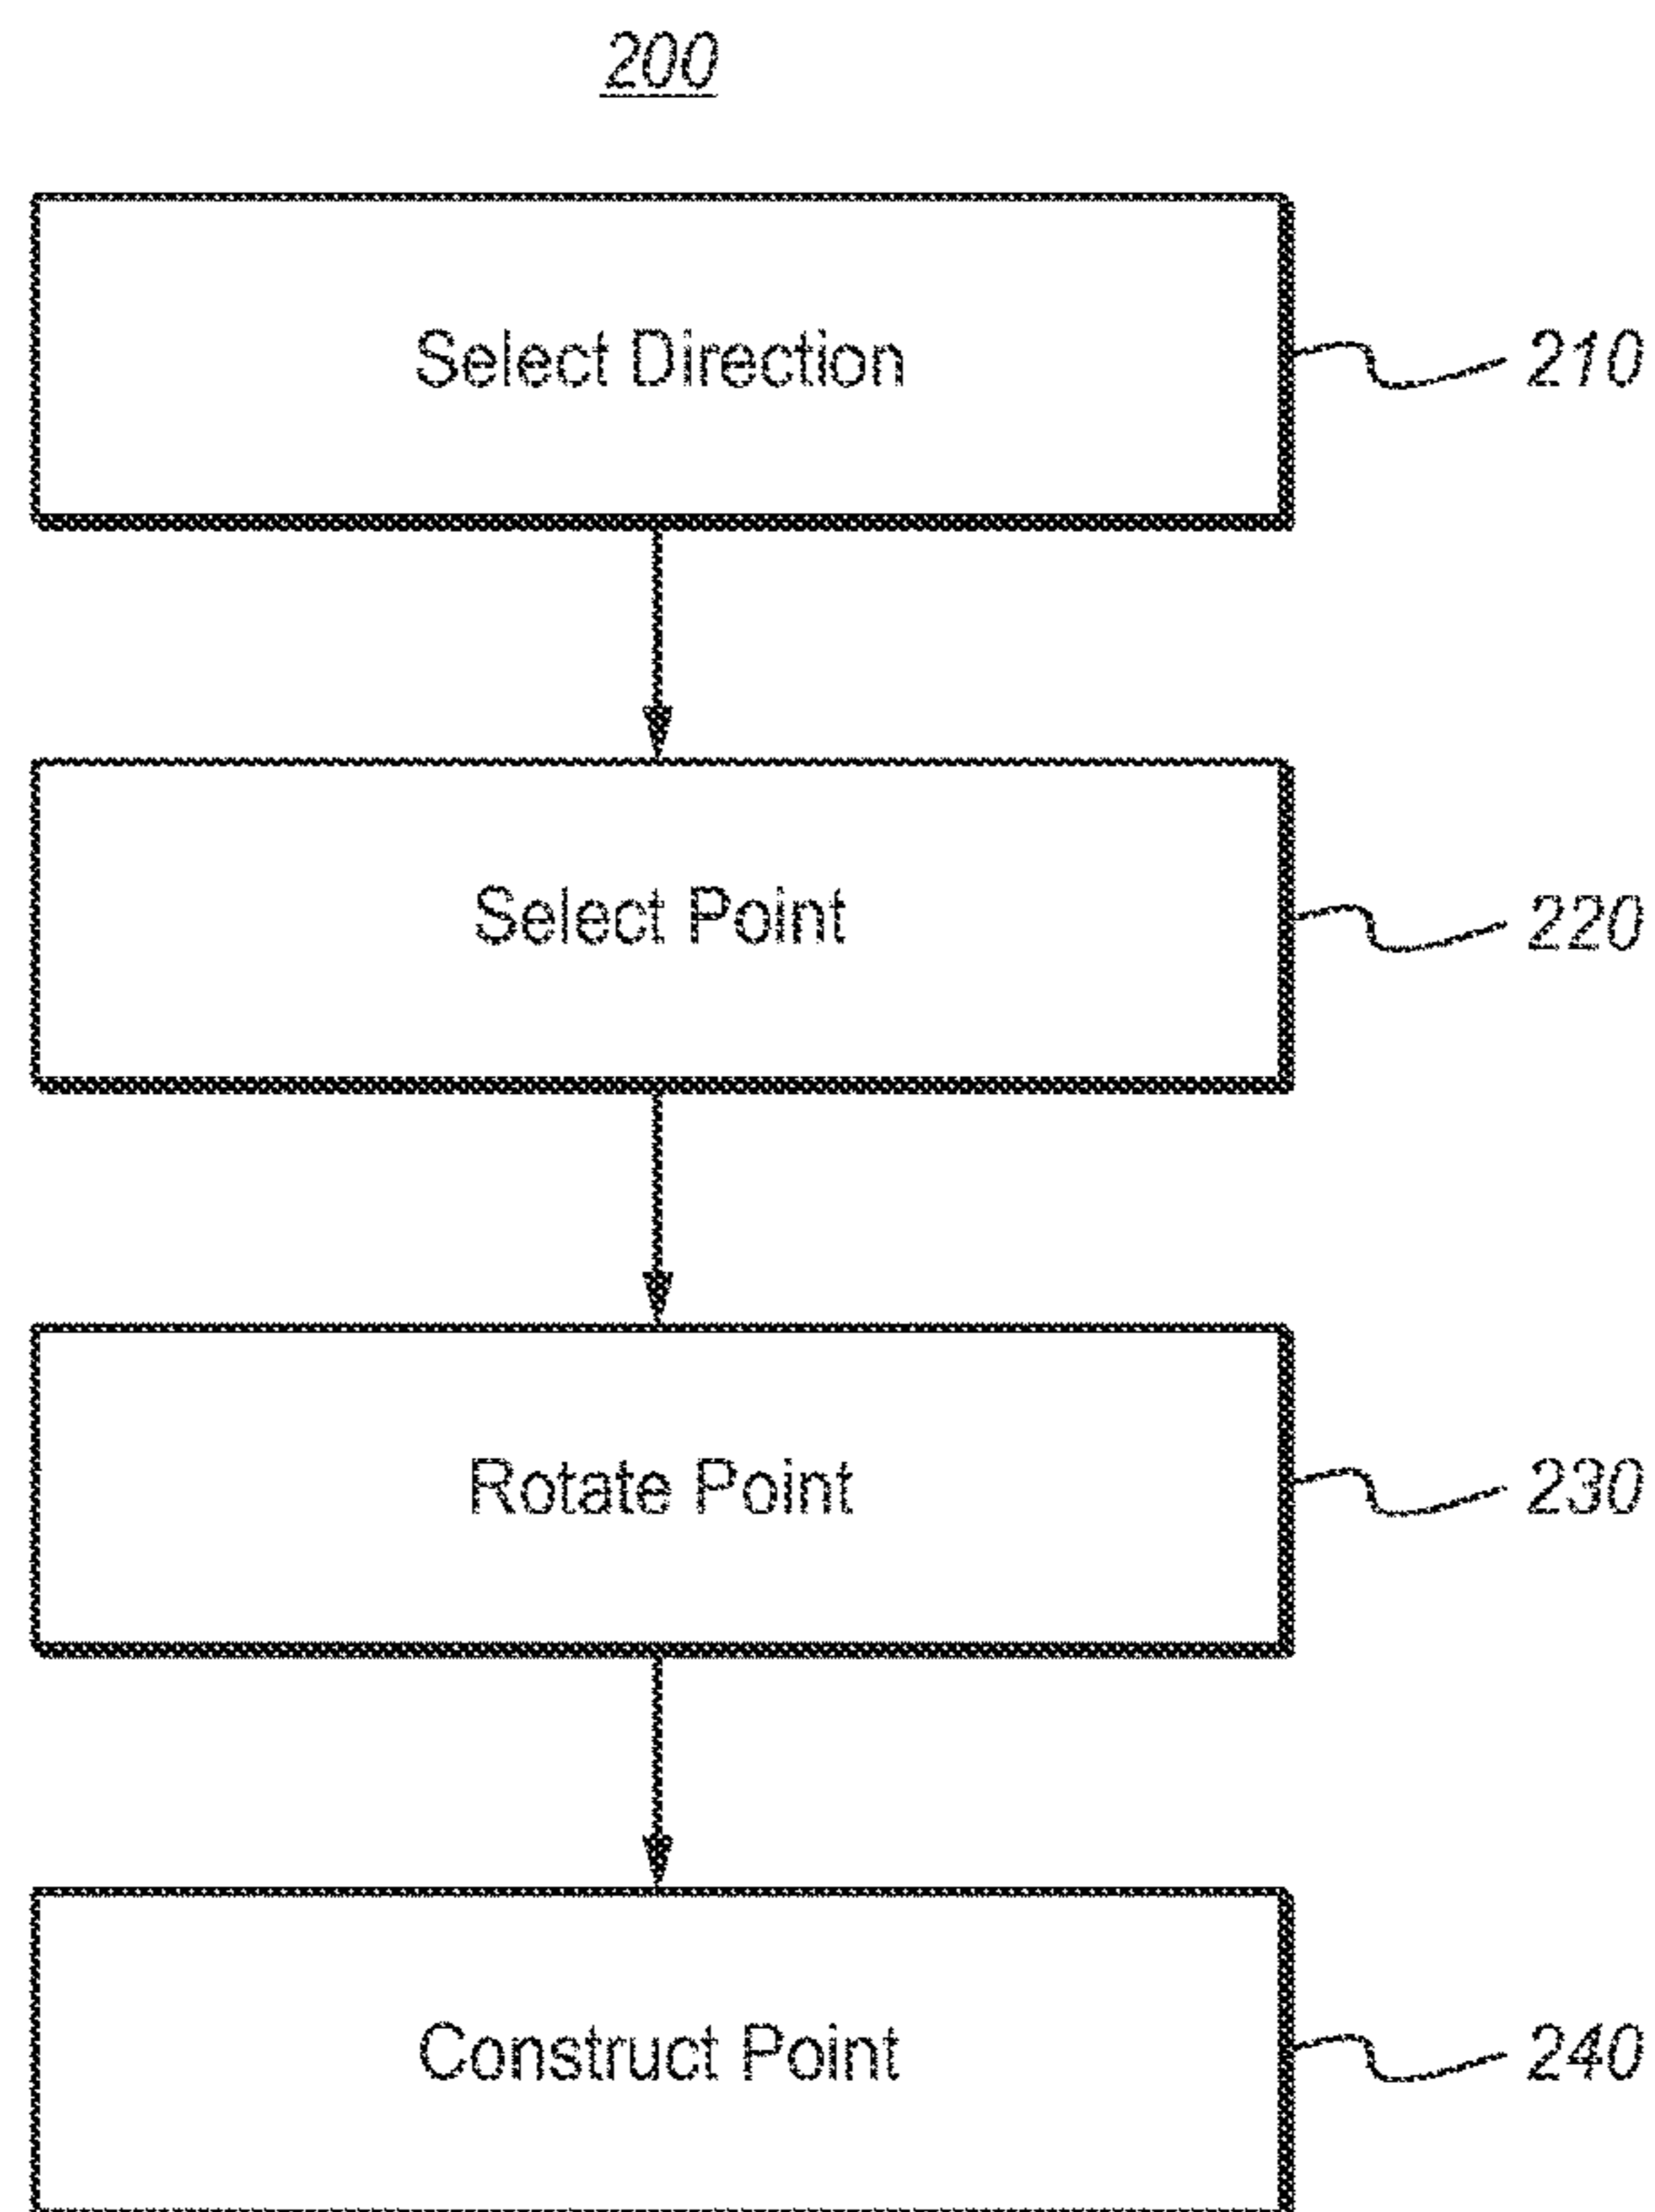 200
Select Direction
210
Select Point
220
Rotate Point
230
Construct Point
240